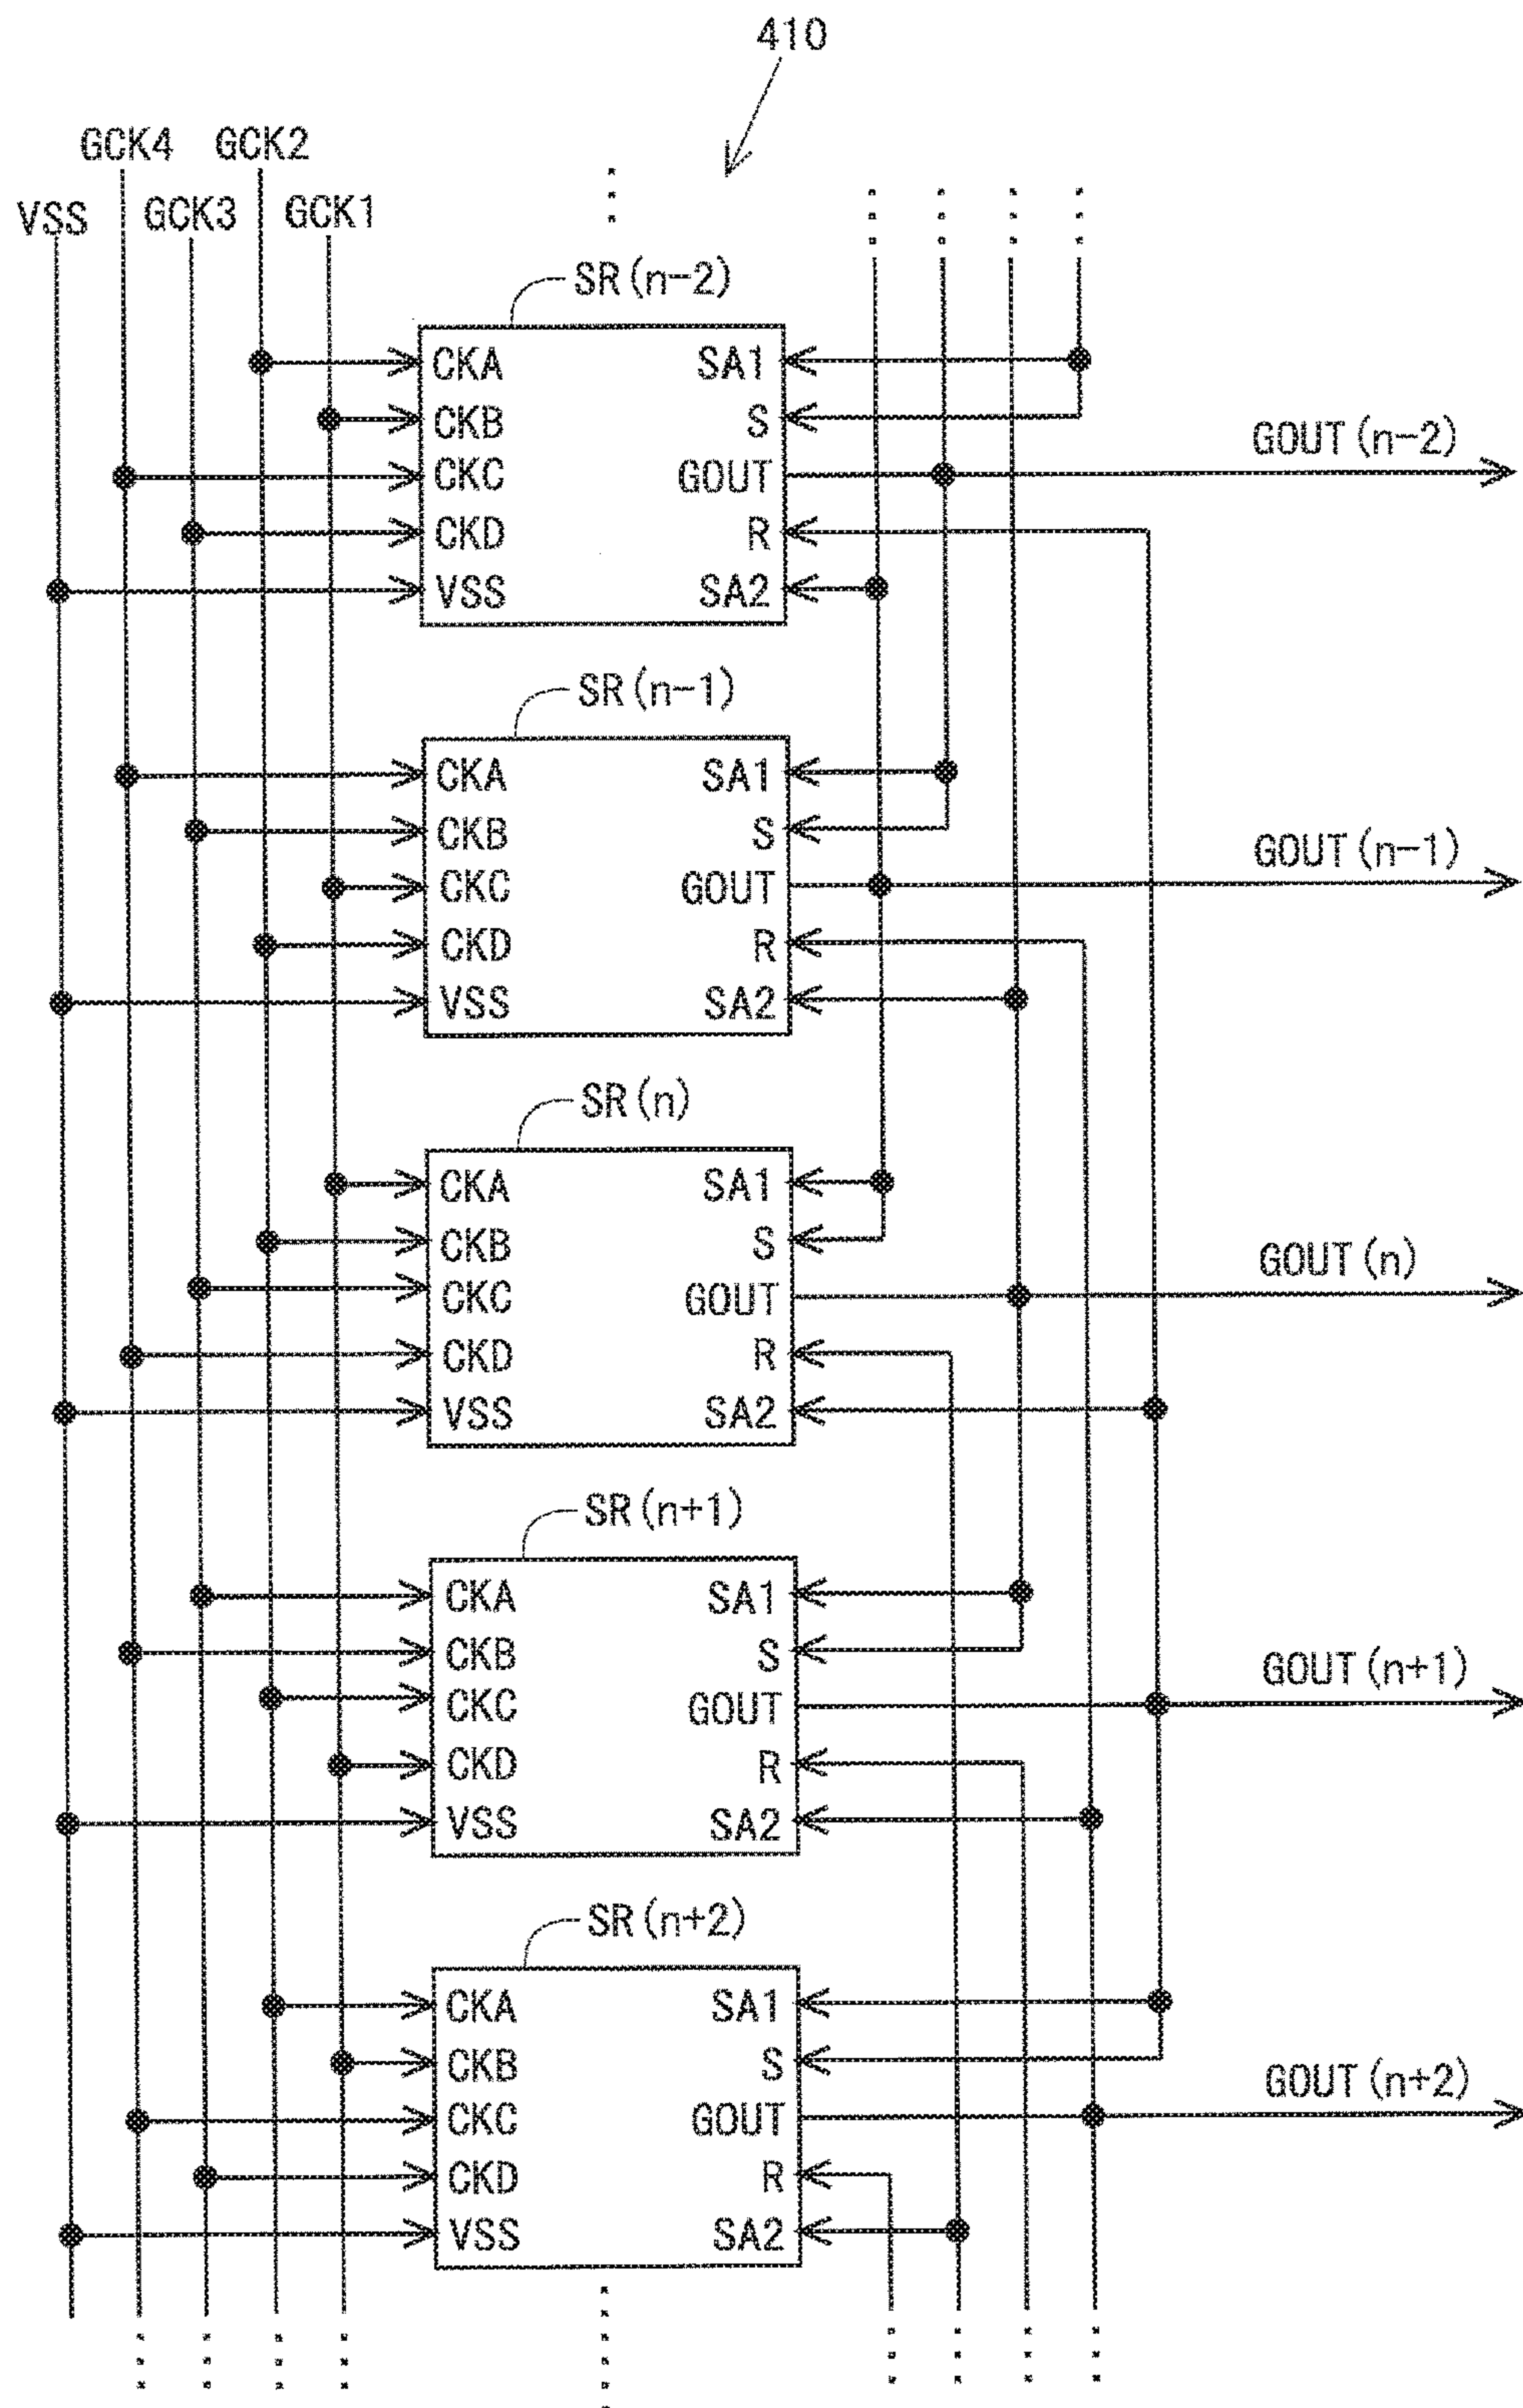 410
GCK4 GCK2
VSS GCK3 GCK1
SR(n-2)
CKA SA1
CKB S
CKC GOUT GOUT(n-2)
CKD R
VSS SA2
SR(n-1)
CKA SA1
CKB S
CKC GOUT GOUT(n-1)
CKD R
VSS SA2
SR(n)
CKA SA1
CKB S
CKC GOUT GOUT(n)
CKD R
VSS SA2
SR(n+1)
CKA SA1
CKB S
CKC GOUT GOUT(n+1)
CKD R
VSS SA2
SR(n+2)
CKA SA1
CKB S
CKC GOUT GOUT(n+2)
CKD R
VSS SA2